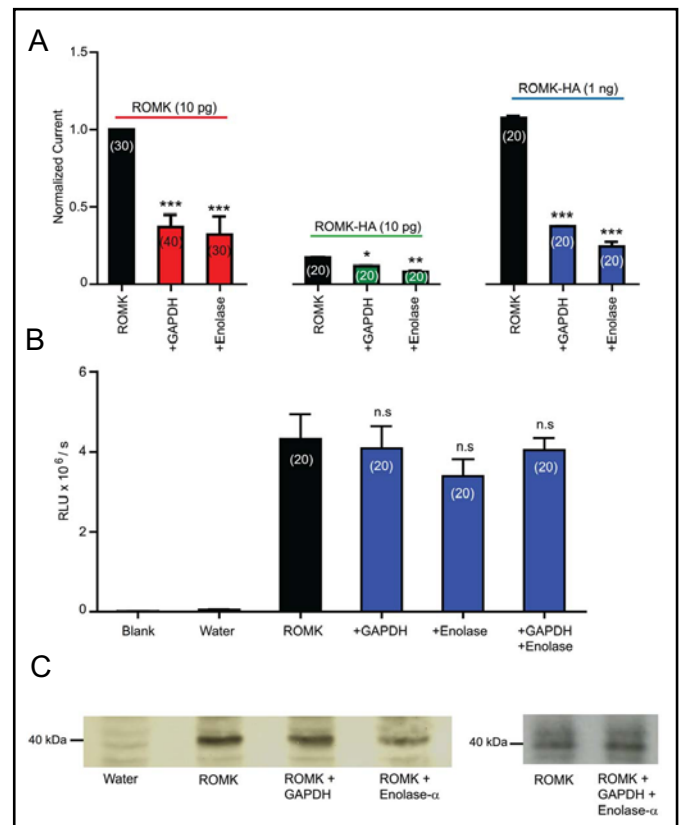 A
1.5
1.0
0.5
0
Normalized Current
ROMK (10 pg)
ROMK-HA (10 pg)
ROMK-HA (1 ng)
(30)
***
(40)
***
(30)
(20)
*
(20)
**
(20)
(20)
***
(20)
***
(20)
ROMK
+GAPDH
+Enolase
ROMK
+GAPDH
+Enolase
ROMK
+GAPDH
+Enolase
B
6
4
2
0
RLU x 10⁶ / s
(20)
n.s
(20)
n.s
(20)
n.s
(20)
Blank
Water
ROMK
+GAPDH
+Enolase
+GAPDH
+Enolase
C
40 kDa
Water
ROMK
ROMK +
GAPDH
ROMK +
Enolase-α
40 kDa
ROMK
ROMK +
GAPDH +
Enolase-α